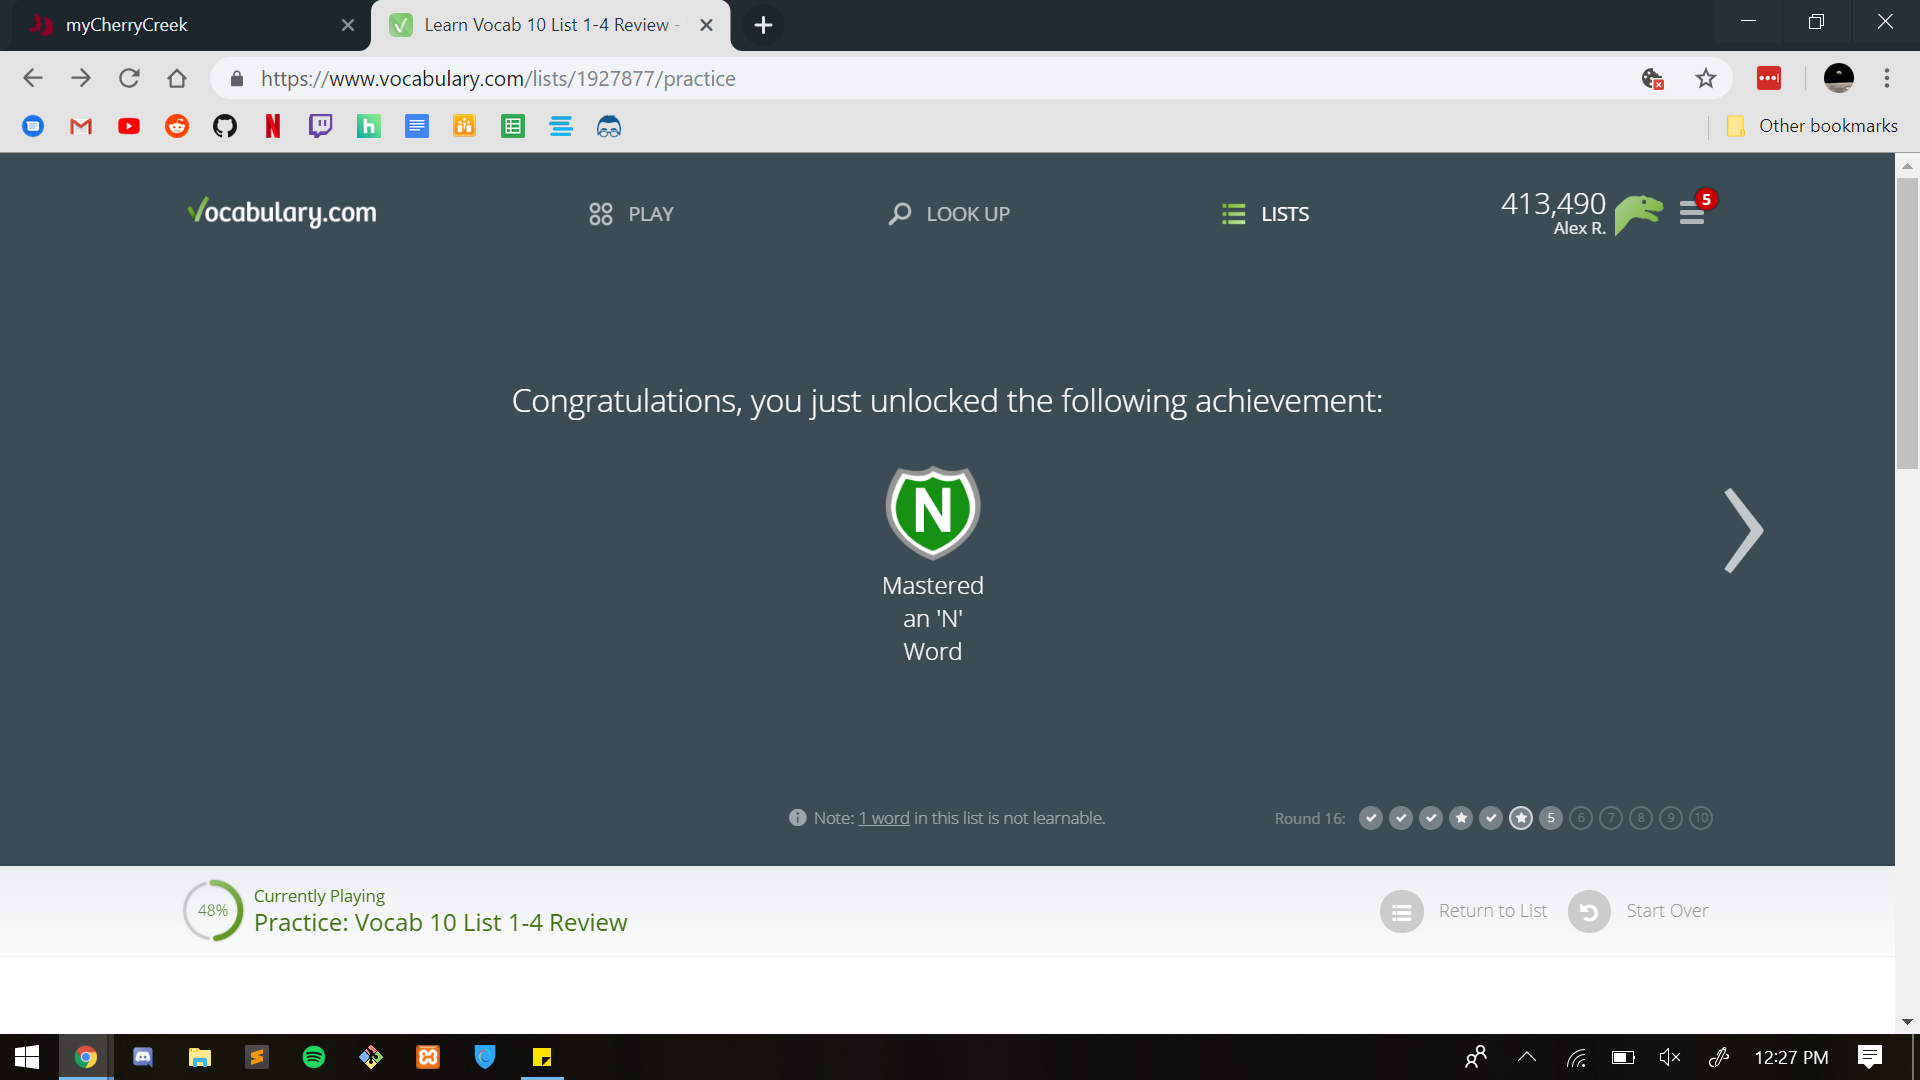 myCherryCreek
Learn Vocab 10 List 1-4 Review -
https://www.vocabulary.com/lists/1927877/practice
Other bookmarks
Vocabulary.com
PLAY
LOOK UP
LISTS
413,490
5
Alex R.
Congratulations, you just unlocked the following achievement:
N
Mastered
an 'N'
Word
Note: 1 word in this list is not learnable.
Round 16:
5 6 7 8 9 10
48%
Currently Playing
Practice: Vocab 10 List 1-4 Review
Return to List
Start Over
12:27 PM